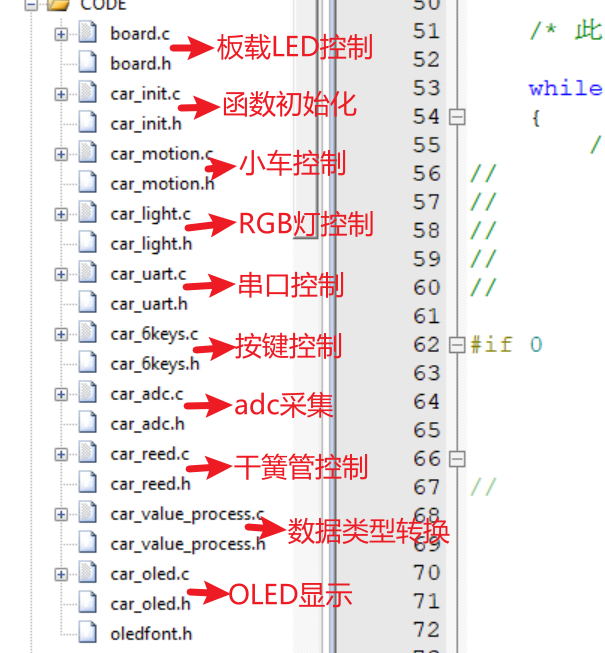 CODE
board.c
板载LED控制
board.h
car_init.c
函数初始化
car_init.h
car_motion.c
小车控制
car_motion.h
car_light.c
RGB灯控制
car_light.h
car_uart.c
串口控制
car_uart.h
car_6keys.c
按键控制
car_6keys.h
car_adc.c
adc采集
car_adc.h
car_reed.c
干簧管控制
car_reed.h
car_value_process.c
数据类型转换
car_value_process.h
car_oled.c
OLED显示
car_oled.h
oledfont.h
50
51 /* 此
52
53 while
54 {
55 /
56 //
57 //
58 //
59 //
60 //
61
62 #if 0
63
64
65
66
67 //
68
69
70
71
72